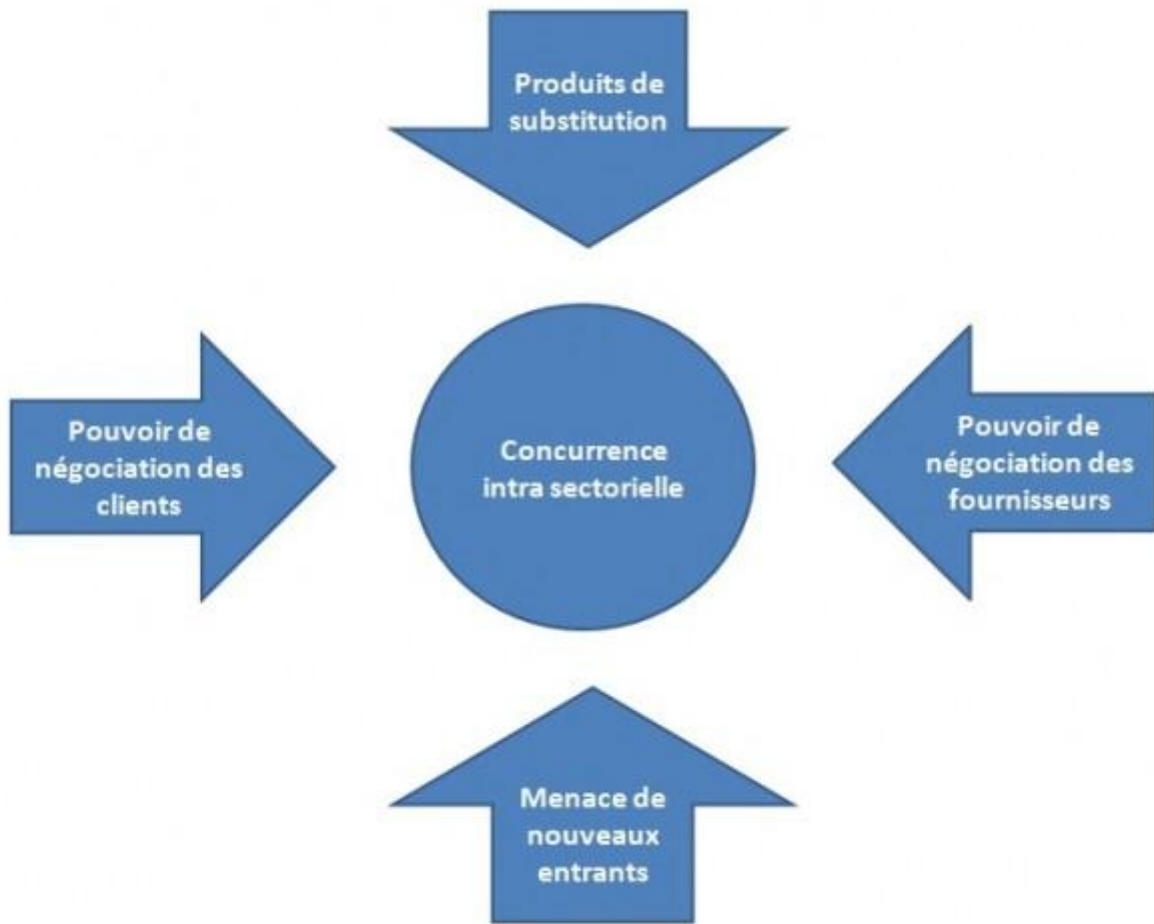 Produits de
substitution
Pouvoir de
négociation des
clients
Concurrence
intra sectorielle
Pouvoir de
négociation des
fournisseurs
Menace de
nouveaux
entrants